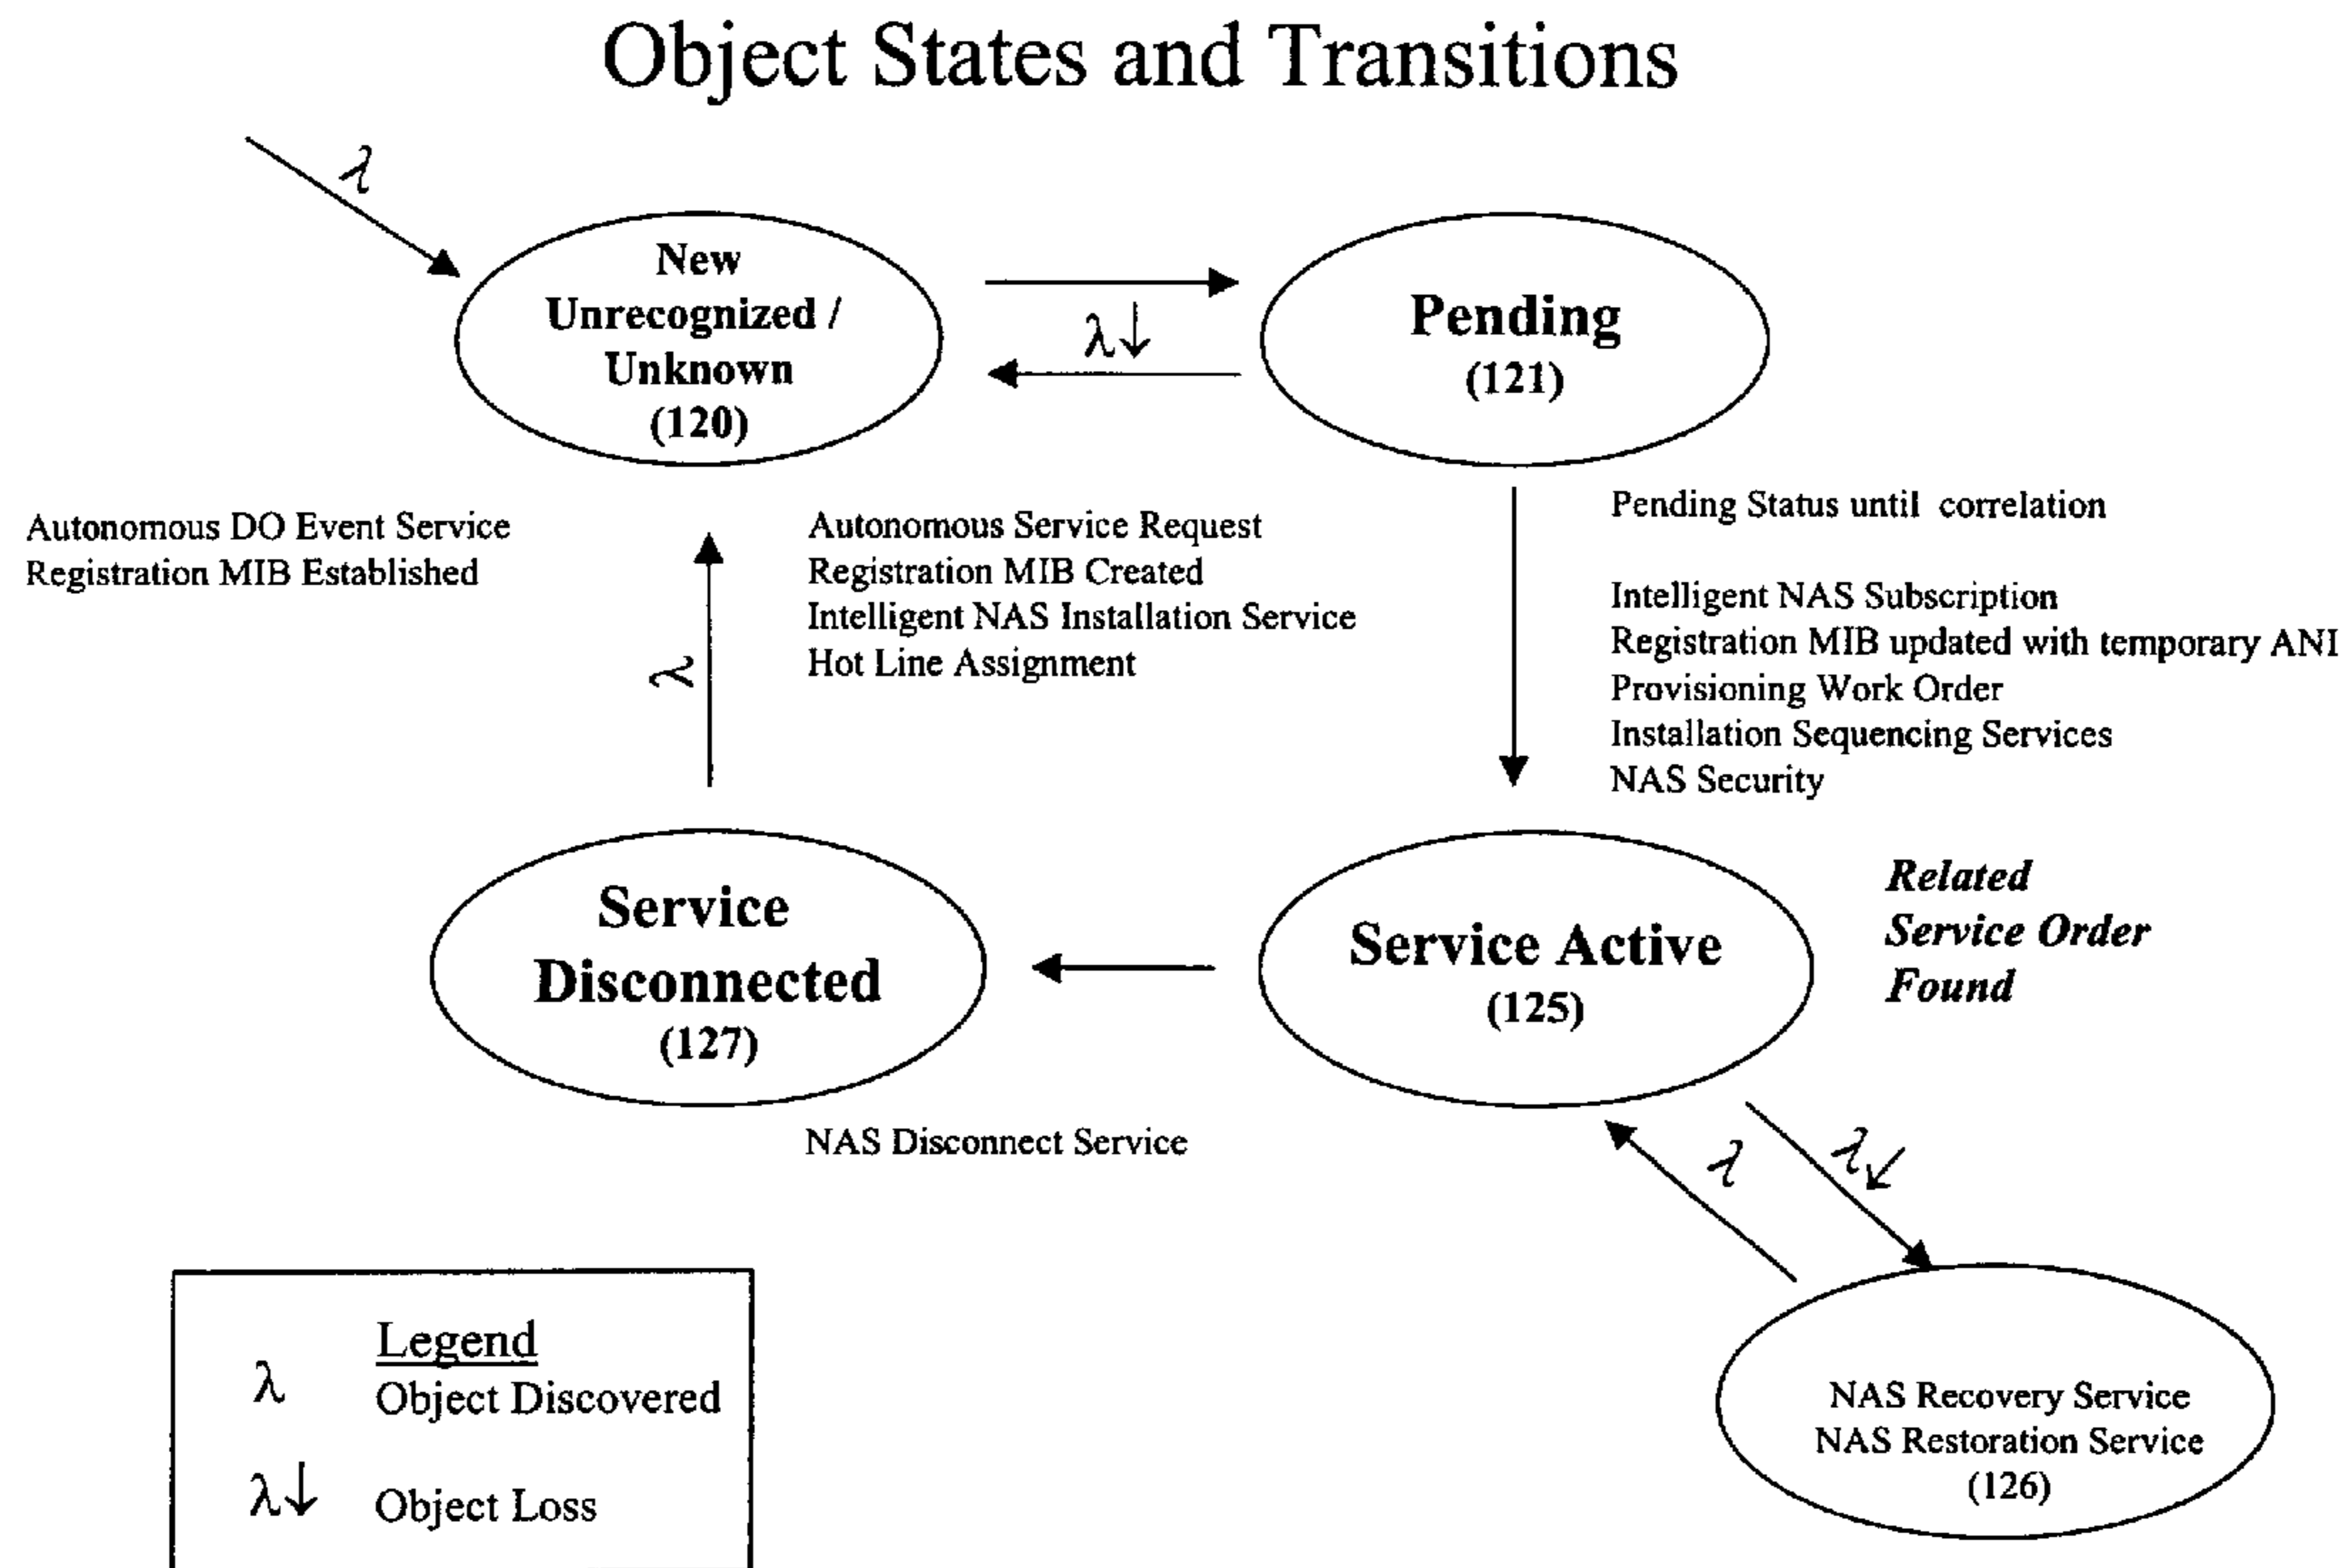 Object States and Transitions
λ
New
Unrecognized /
Unknown
(120)
λ↓
Pending
(121)
Autonomous DO Event Service
Registration MIB Established
λ
Autonomous Service Request
Registration MIB Created
Intelligent NAS Installation Service
Hot Line Assignment
Pending Status until correlation
Intelligent NAS Subscription
Registration MIB updated with temporary ANI
Provisioning Work Order
Installation Sequencing Services
NAS Security
Service
Disconnected
(127)
Service Active
(125)
Related
Service Order
Found
NAS Disconnect Service
λ
λ↓
NAS Recovery Service
NAS Restoration Service
(126)
Legend
λ Object Discovered
λ↓ Object Loss